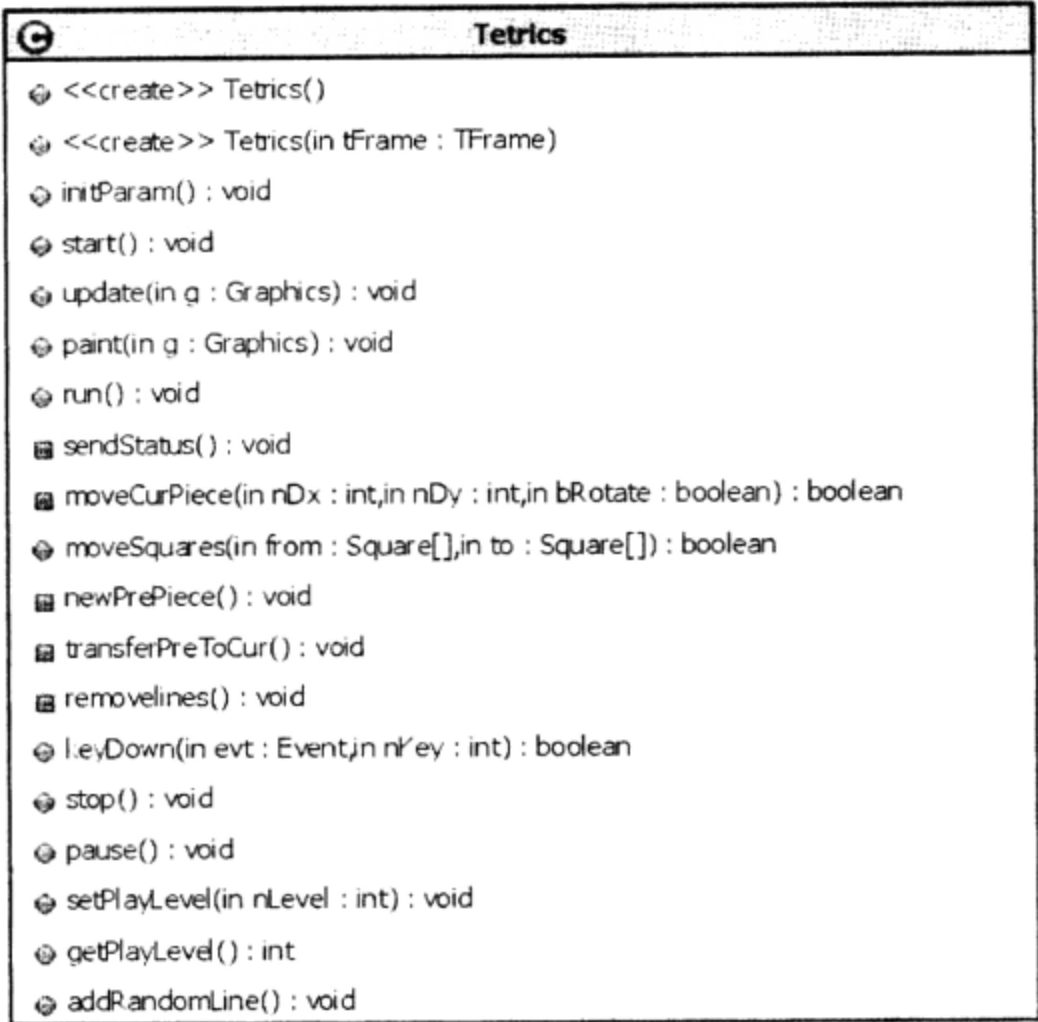 C Tetrics
<<create>> Tetrics()
<<create>> Tetrics(in tFrame : TFrame)
initParam() : void
start() : void
update(in g : Graphics) : void
paint(in g : Graphics) : void
run() : void
sendStatus() : void
moveCurPiece(in nDx : int,in nDy : int,in bRotate : boolean) : boolean
moveSquares(in from : Square[],in to : Square[]) : boolean
newPrePiece() : void
transferPreToCur() : void
removelines() : void
keyDown(in evt : Event,in nKey : int) : boolean
stop() : void
pause() : void
setPlayLevel(in nLevel : int) : void
getPlayLevel() : int
addRandomLine() : void